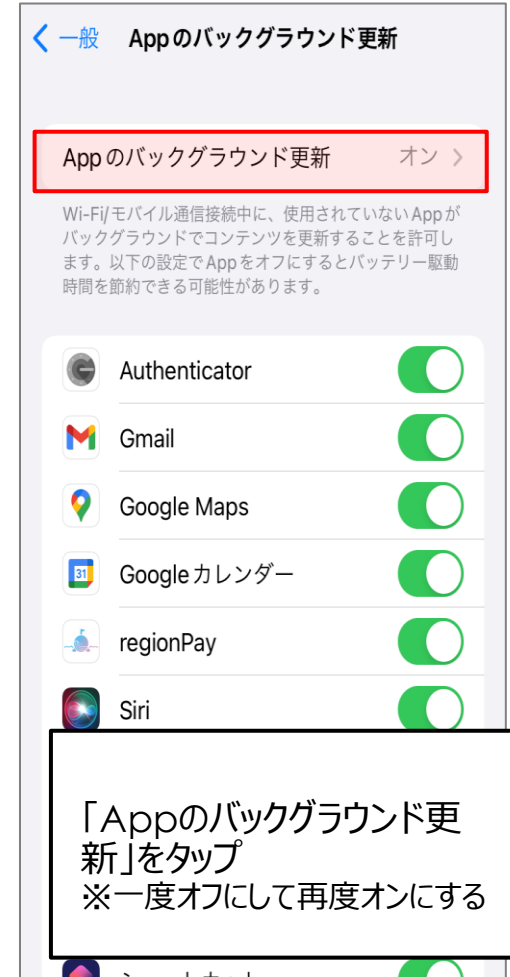 一般 Appのバックグラウンド更新
Appのバックグラウンド更新 オン
Wi-Fi/モバイル通信接続中に、使用されていないAppが
バックグラウンドでコンテンツを更新することを許可し
ます。以下の設定でAppをオフにするとバッテリー駆動
時間を節約できる可能性があります。
Authenticator
Gmail
Google Maps
31
Googleカレンダー
regionPay
Siri
「Appのバックグラウンド更
新」をタップ
※一度オフにして再度オンにする